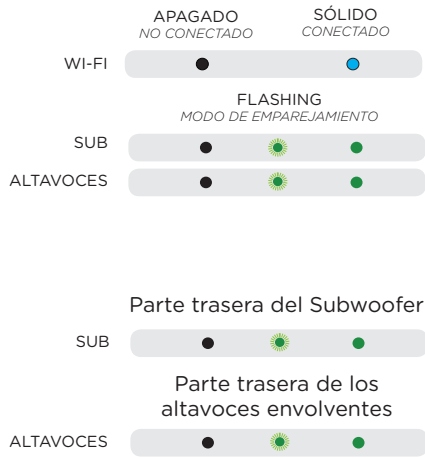 APAGADO
NO CONECTADO
SÓLIDO
CONECTADO
WI-FI
FLASHING
MODO DE EMPAREJAMIENTO
SUB
ALTAVOCES
Parte trasera del Subwoofer
SUB
Parte trasera de los
altavoces envolventes
ALTAVOCES